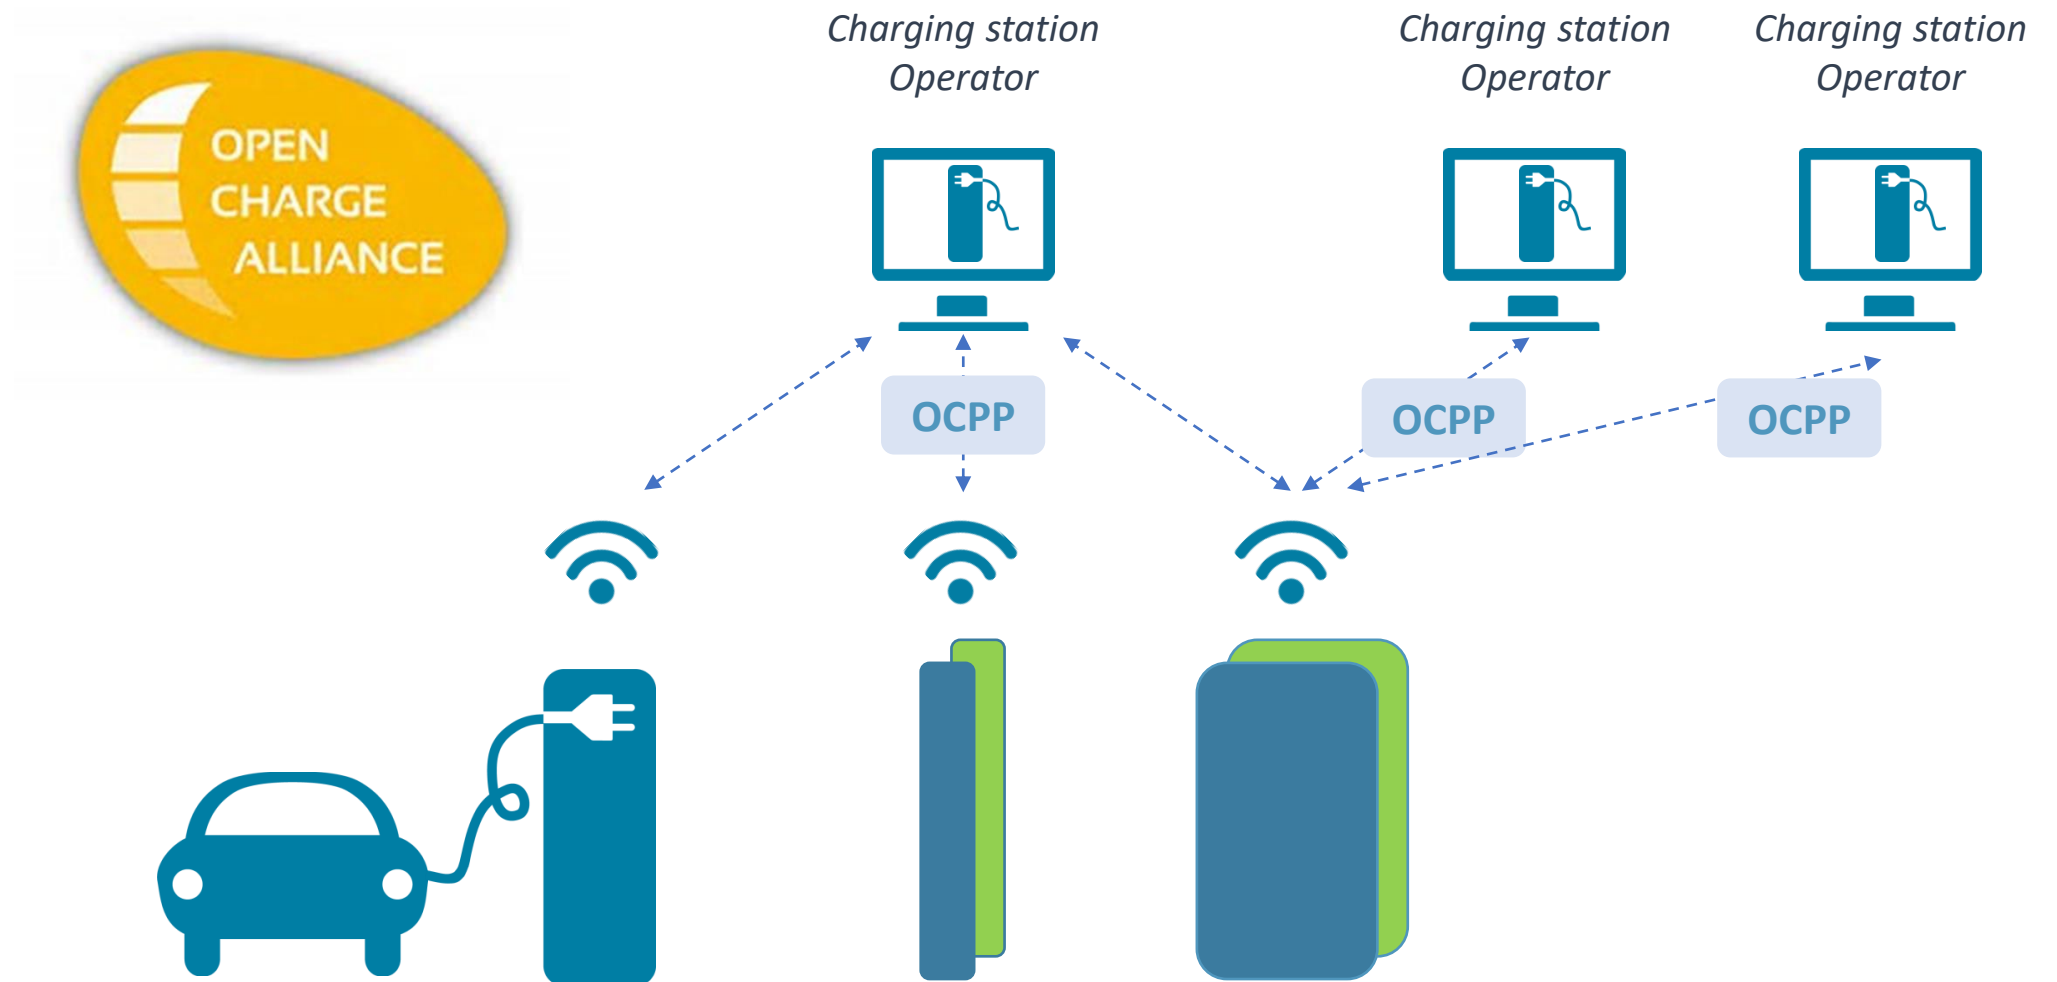 OPEN
CHARGE
ALLIANCE
Charging station
Operator
Charging station
Operator
Charging station
Operator
OCPP
OCPP
OCPP